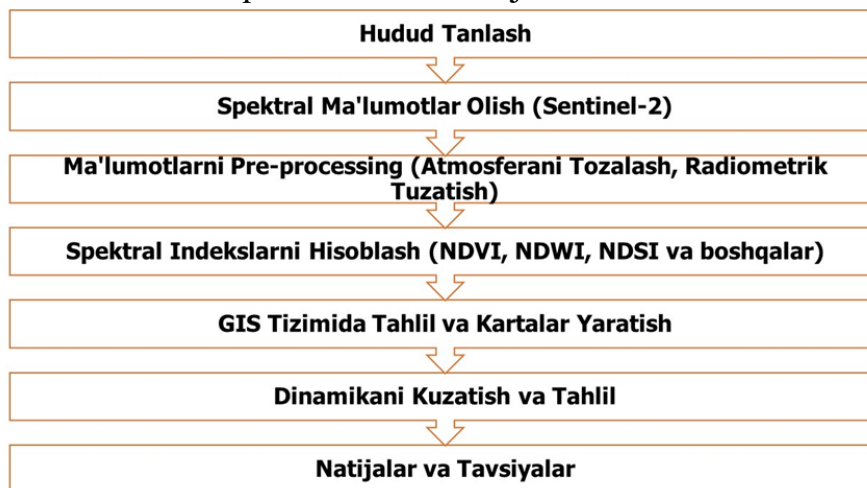 Hudud Tanlash
Spektral Ma'lumotlar Olish (Sentinel-2)
Ma'lumotlarni Pre-processing (Atmosferani Tozalash, Radiometrik
Tuzatish)
Spektral Indekslarni Hisoblash (NDVI, NDWI, NDSI va boshqalar)
GIS Tizimida Tahlil va Kartalar Yaratish
Dinamikani Kuzatish va Tahlil
Natijalar va Tavsiyalar